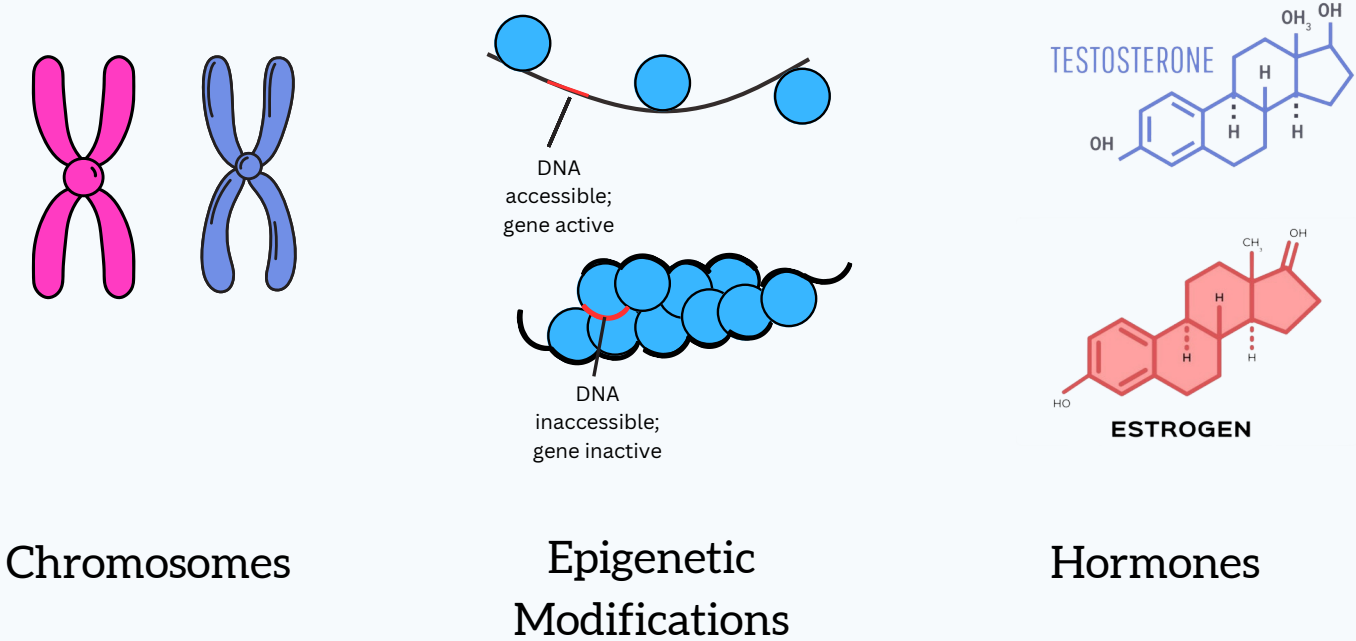 DNA
accessible;
gene active
DNA
inaccessible;
gene inactive
OH₃
OH
TESTOSTERONE
H
H
H
OH
CH₃
OH
H
H
H
HO
ESTROGEN
Chromosomes
Epigenetic
Modifications
Hormones